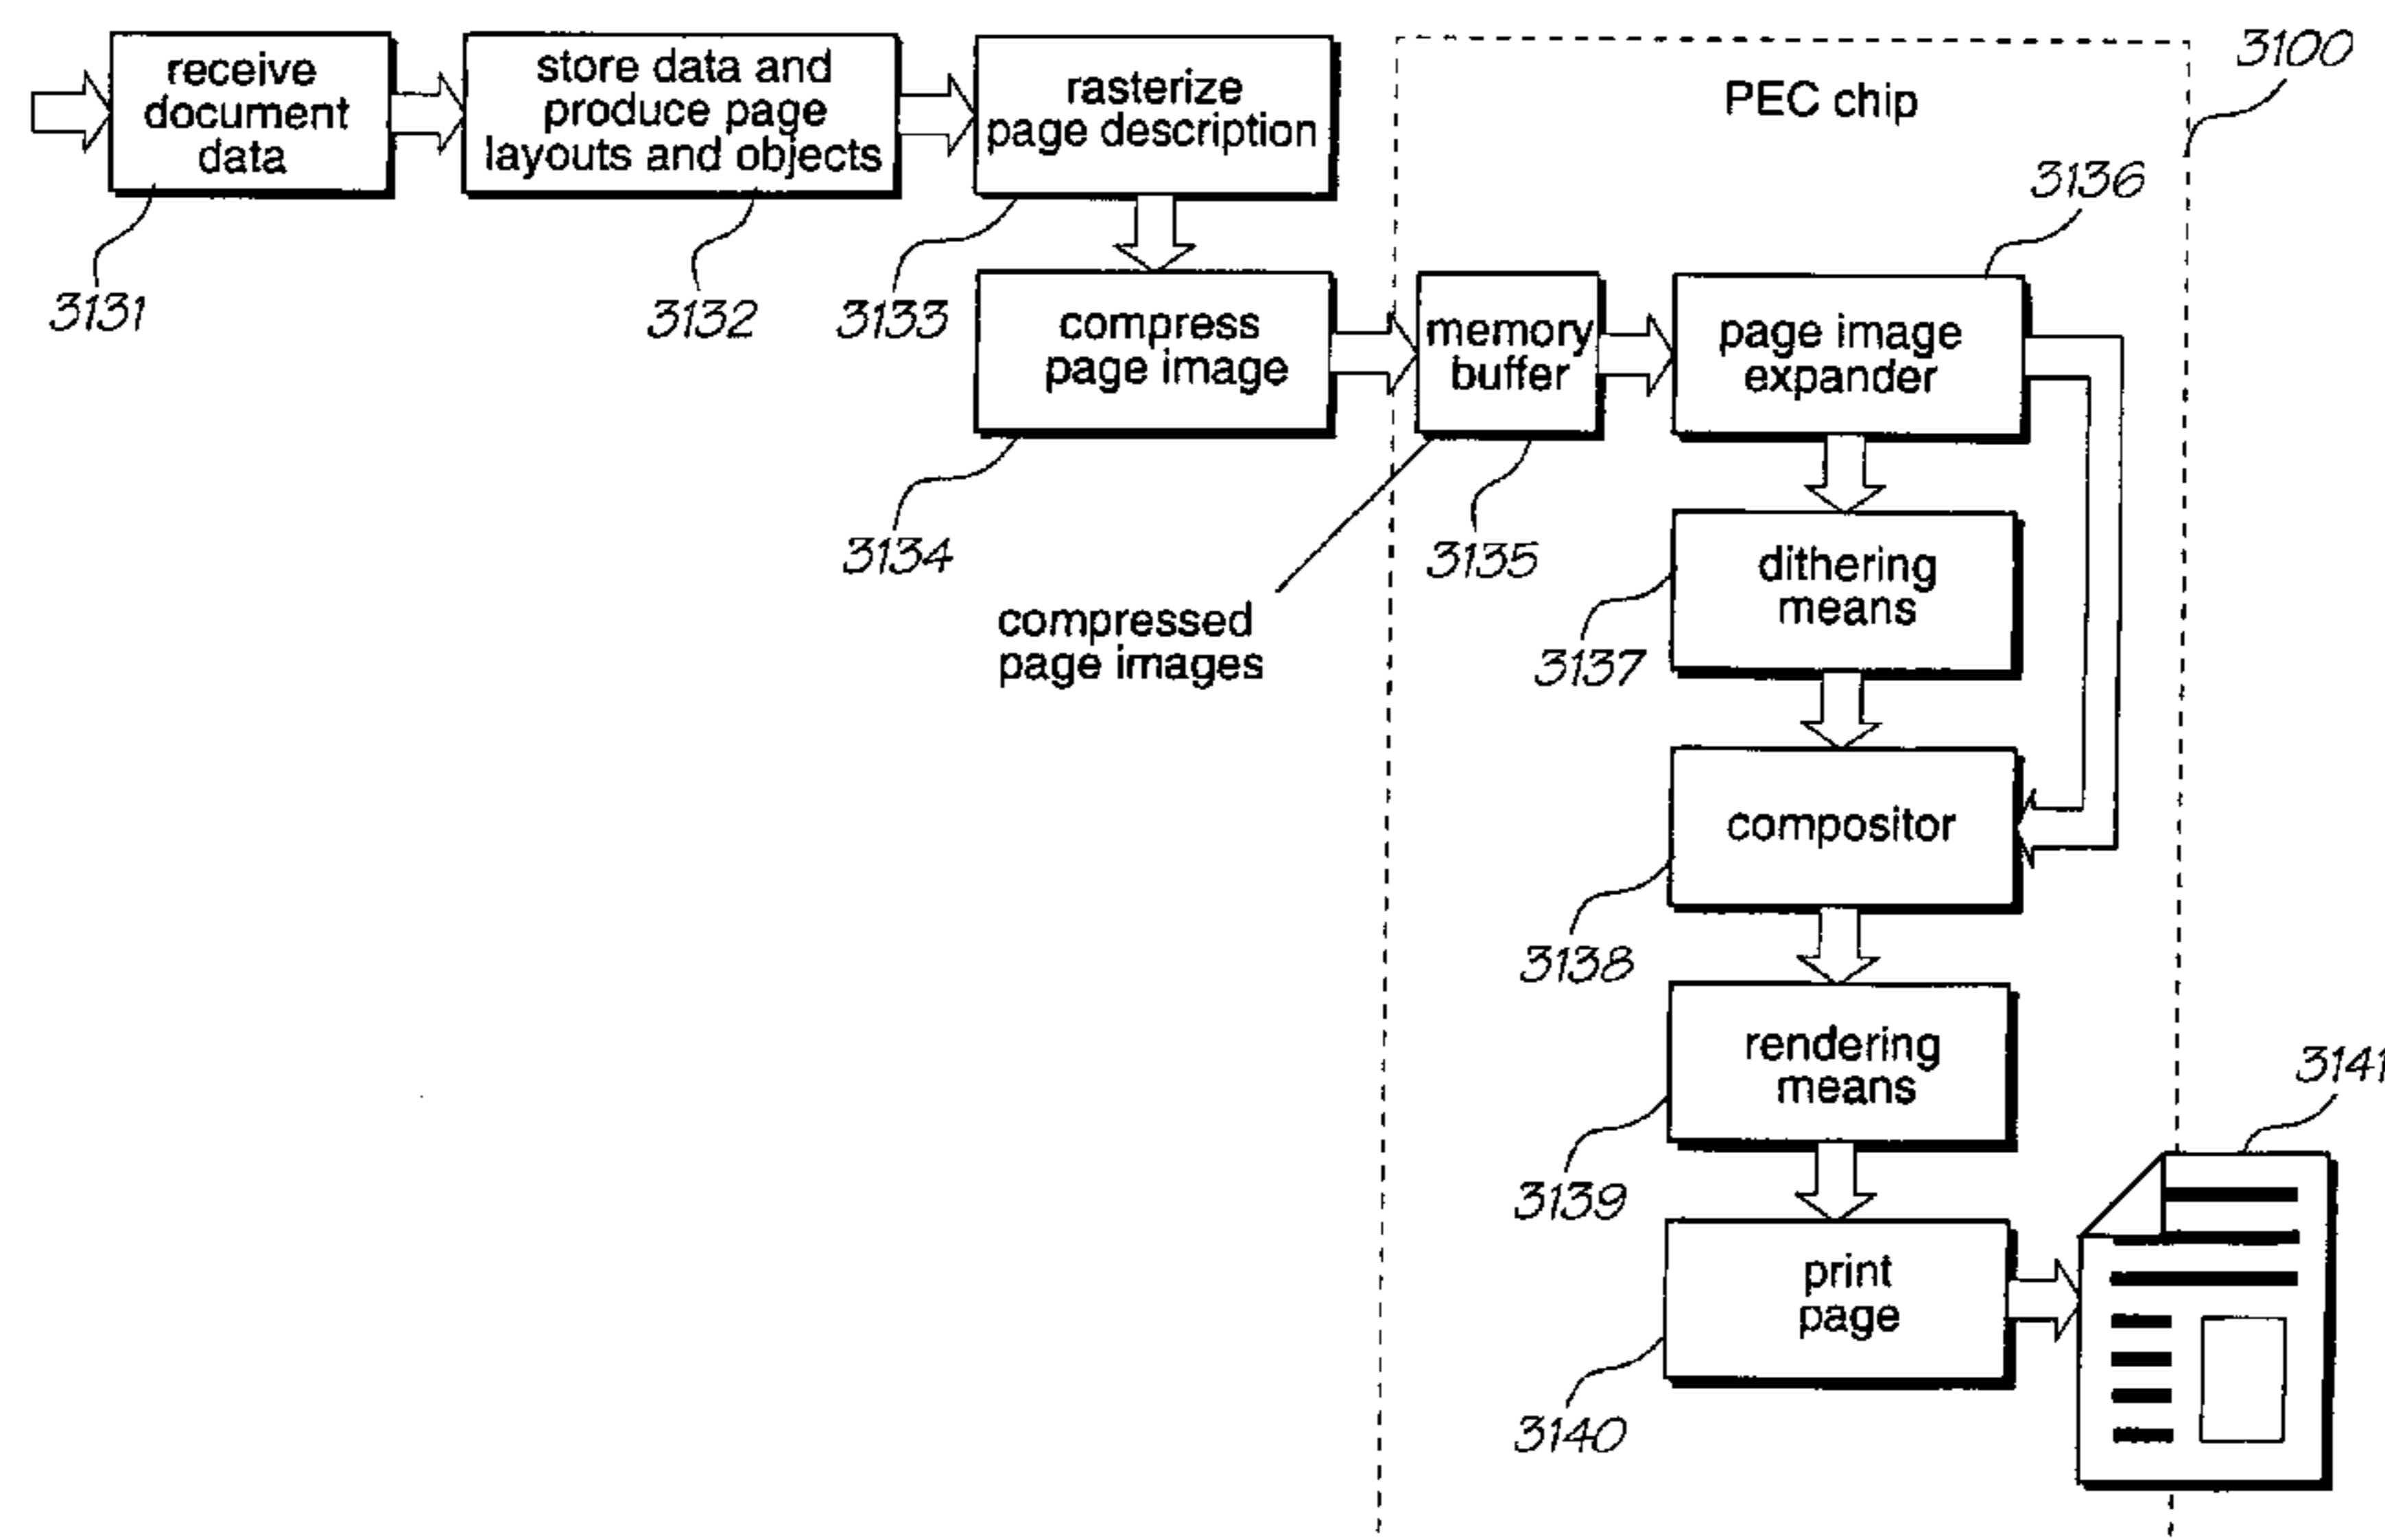 receive
document
data
store data and
produce page
layouts and objects
rasterize
page description
PEC chip
3100
3131
3132
3133
3136
compress
page image
memory
buffer
page image
expander
3134
3135
compressed
page images
dithering
means
3137
compositor
3138
rendering
means
3139
3141
print
page
3140